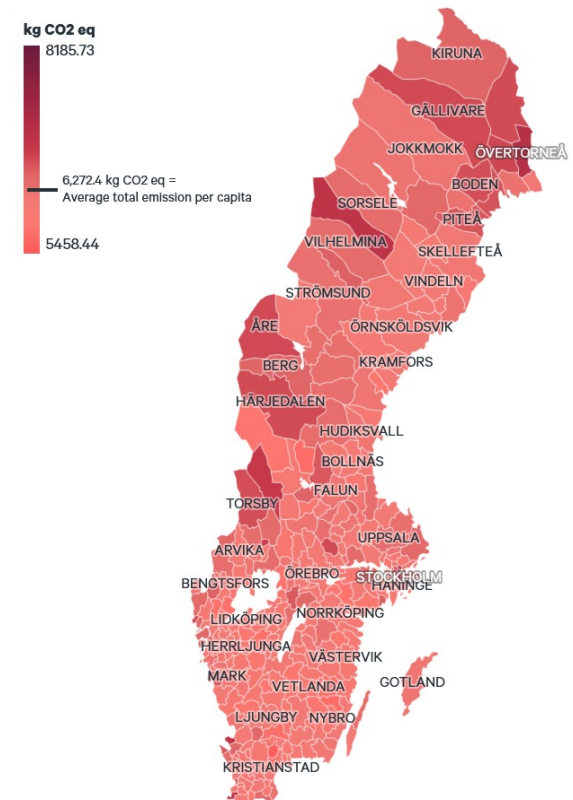 kg CO2 eq
8185.73
6,272.4 kg CO2 eq =
Average total emission per capita
5458.44
KIRUNA
GÄLLIVARE
JOKKMOKK
ÖVERTORNEÅ
BODEN
SORSELE
PITEÅ
VILHELMINA
SKELLEFTEÅ
VINDELN
STRÖMSUND
ÅRE
ÖRNSKÖLDSVIK
BERG
KRAMFORS
HÄRJEDALEN
HUDIKSVALL
BOLLNÄS
FALUN
TORSBY
UPPSALA
ARVIKA
ÖREBRO
STOCKHOLM
BENGTSFORS
HANINGE
LIDKÖPING
NORRKÖPING
HERRLJUNGA
VÄSTERVIK
MARK
VETLANDA
GOTLAND
LJUNGBY
NYBRO
KRISTIANSTAD